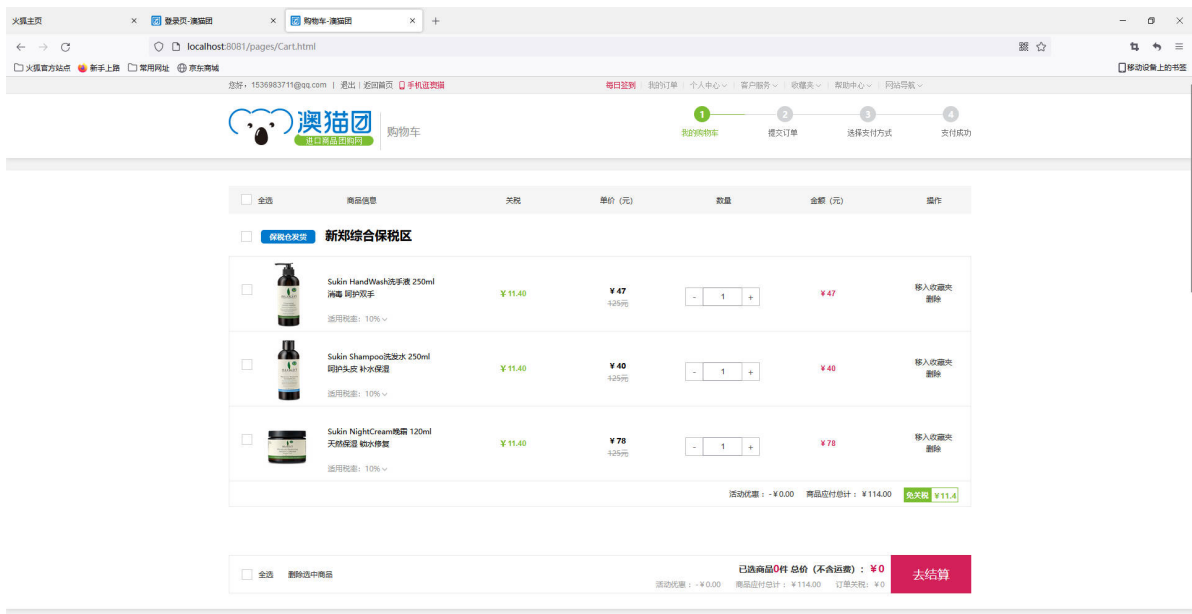 火狐主页
登录页-澳猫团
购物车-澳猫团
localhost:8081/pages/Cart.html
火狐官方站点 新手上路 常用网址 京东商城
移动设备上的书签
您好，1536983711@qq.com | 退出 | 返回首页 手机逛澳猫
每日签到 我的订单 个人中心 客户服务 收藏夹 帮助中心 网站导航
澳猫团
进口商品团购网
购物车
1 2 3 4
我的购物车 提交订单 选择支付方式 支付成功
全选 商品信息 关税 单价（元） 数量 金额（元） 操作
保税仓发货 新郑综合保税区
Sukin HandWash洗手液 250ml
消毒 呵护双手
适用税率：10%
¥ 11.40
¥ 47
125元
- 1 +
¥ 47
移入收藏夹
删除
Sukin Shampoo洗发水 250ml
呵护头皮 补水保湿
适用税率：10%
¥ 11.40
¥ 40
125元
- 1 +
¥ 40
移入收藏夹
删除
Sukin NightCream晚霜 120ml
天然保湿 锁水修复
适用税率：10%
¥ 11.40
¥ 78
125元
- 1 +
¥ 78
移入收藏夹
删除
活动优惠：-¥0.00 商品应付总计：¥114.00 免关税 ¥11.4
全选 删除选中商品
已选商品0件 总价（不含运费）：¥0
活动优惠：-¥0.00 商品应付总计：¥114.00 订单关税：¥0
去结算